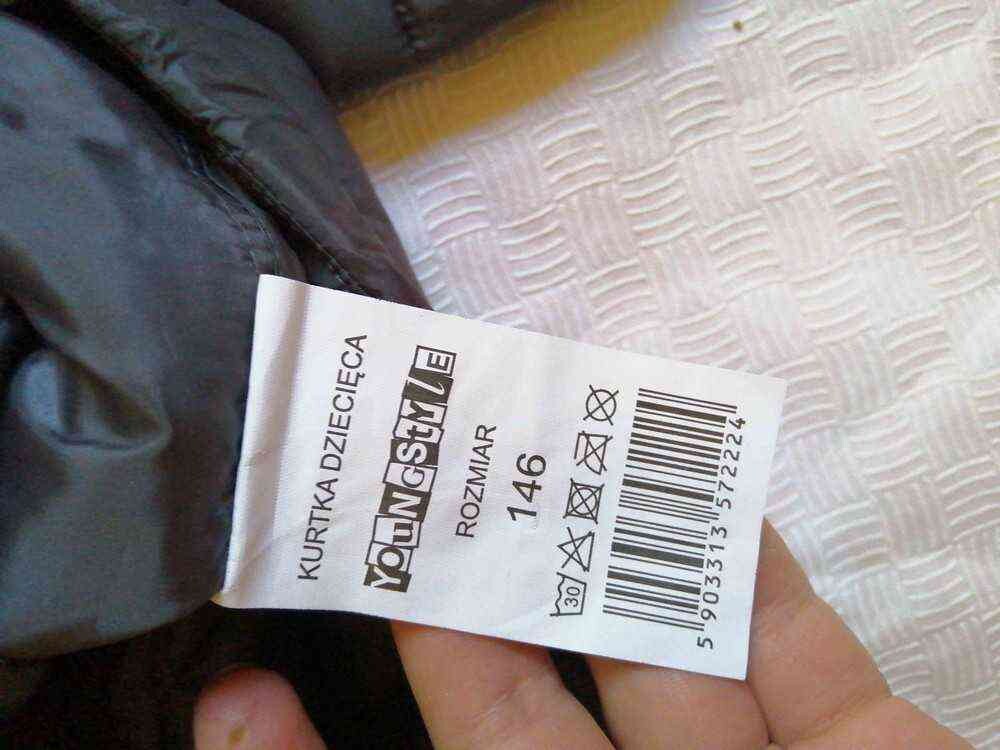 KURTKA DZIECIĘCA
YOUNGStYlE
ROZMIAR
146
30
5 903313 572224